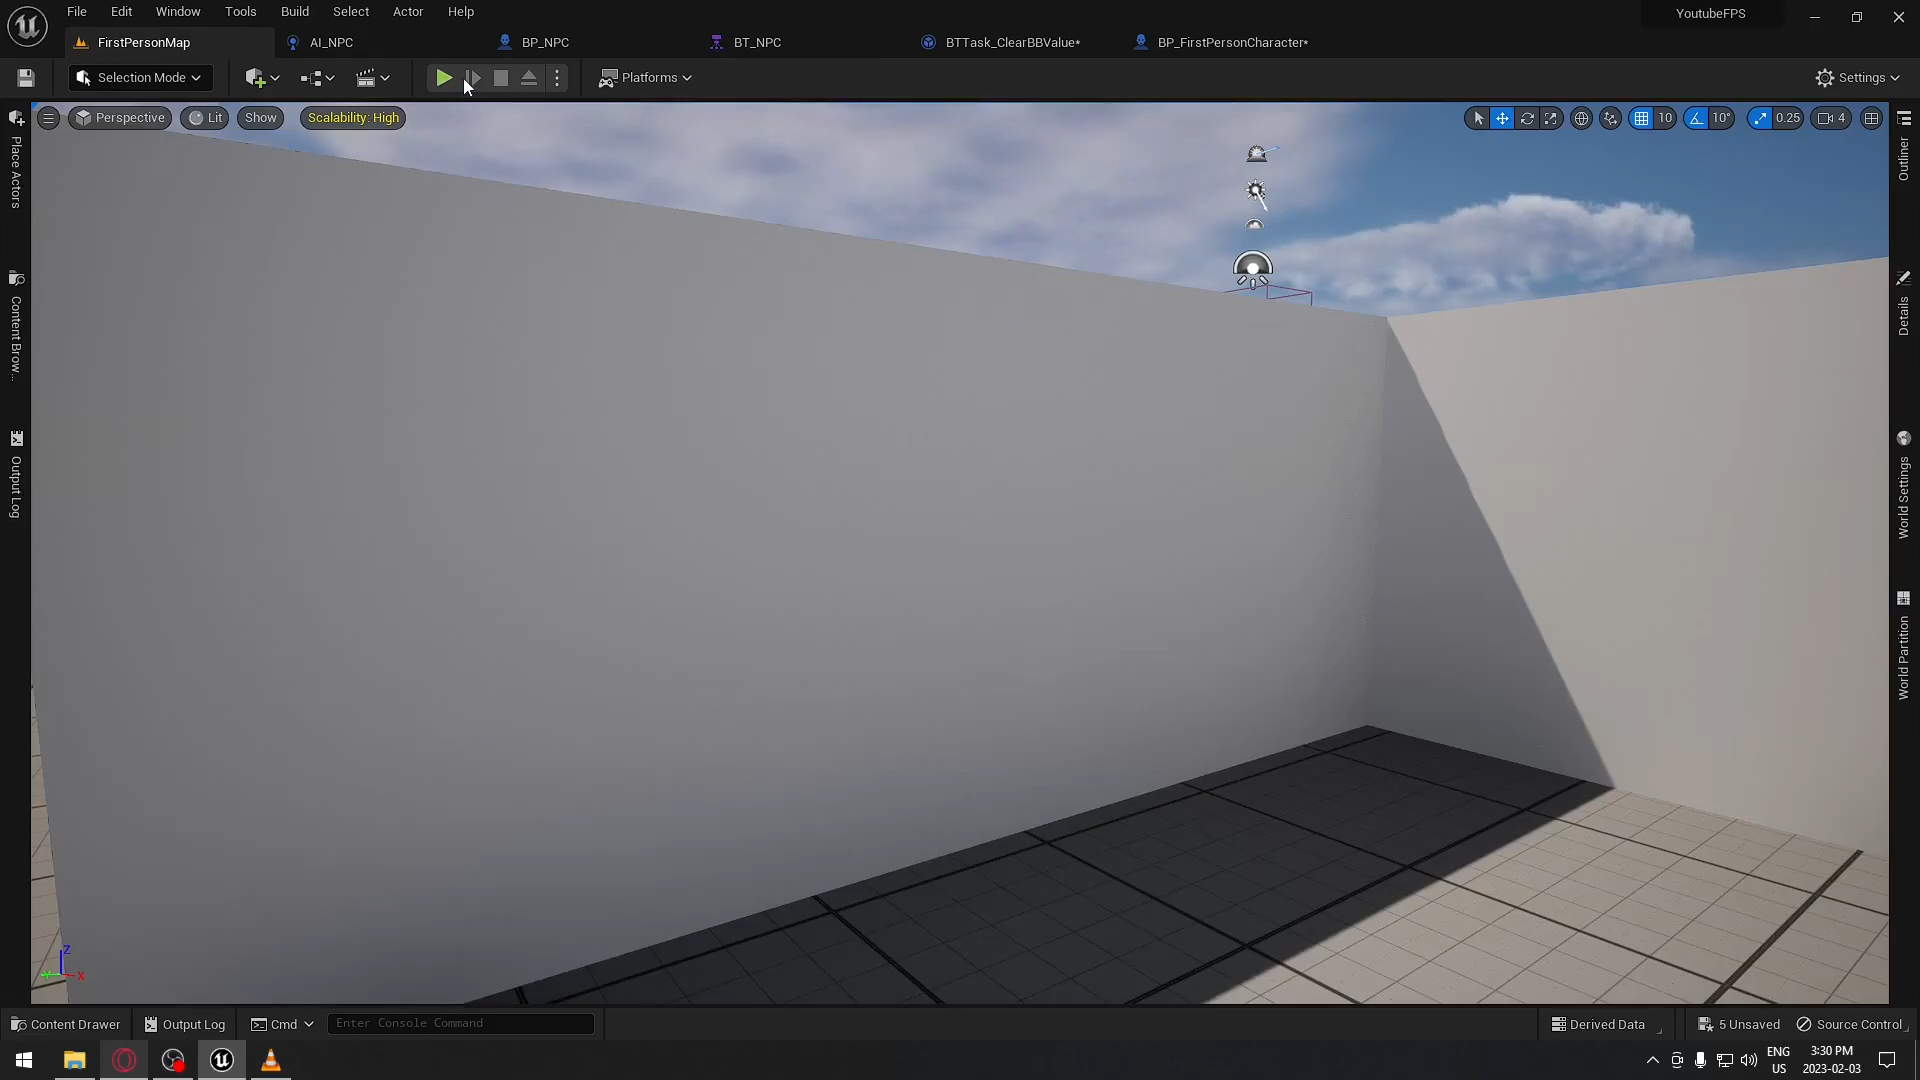 File Edit Window Tools Build Select Actor Help
YoutubeFPS
FirstPersonMap
AI_NPC
BP_NPC
BT_NPC
BTTask_ClearBBValue*
BP_FirstPersonCharacter*
Selection Mode
Platforms
Settings
Perspective
Lit
Show
Scalability: High
10
10°
0.25
4
Place Actors
Content Brow...
Output Log
Outliner
Details
World Settings
World Partition
Z
X
Y
Content Drawer
Output Log
Cmd
Enter Console Command
Derived Data
5 Unsaved
Source Control
ENG
US
3:30 PM
2023-02-03